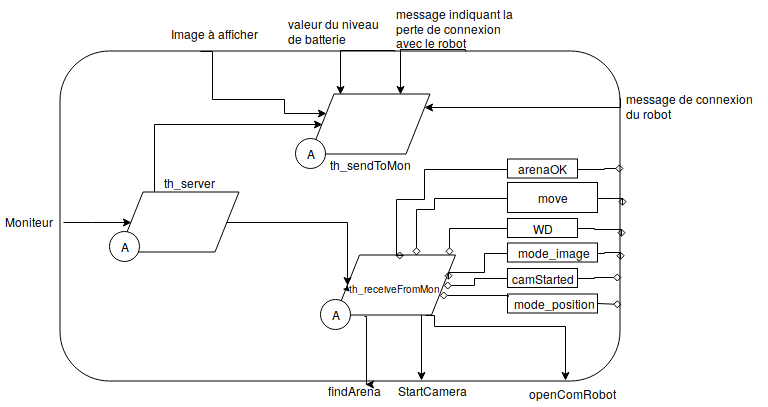 Image à afficher
valeur du niveau
de batterie
message indiquant la
perte de connexion
avec le robot
message de connexion
du robot
A
th_sendToMon
th_server
Moniteur
A
arenaOK
move
WD
mode_image
camStarted
mode_position
th_receiveFromMon
A
findArena
StartCamera
openComRobot